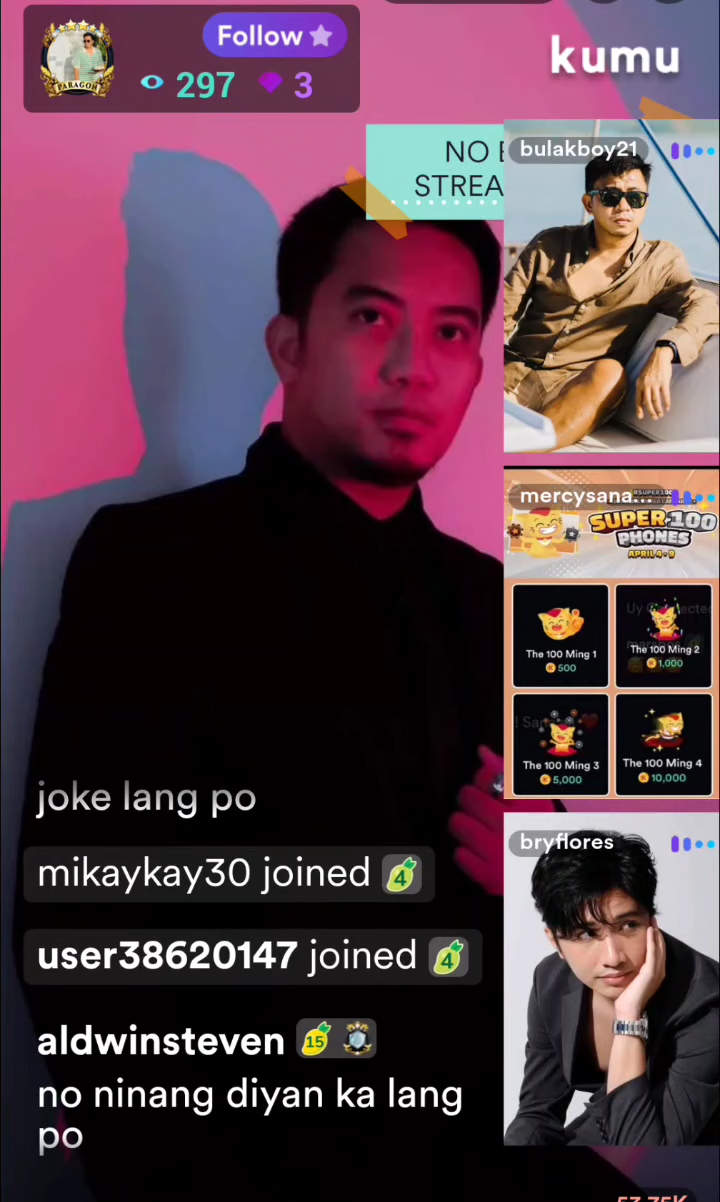 Follow
PARAGON
297 3
kumu
NO
STREA
bulakboy21
mercysana...
SUPER-100
PHONES
APRIL 4-9
The 100 Ming 1
500
The 100 Ming 2
1,000
The 100 Ming 3
5,000
The 100 Ming 4
10,000
bryflores
joke lang po
mikaykay30 joined 4
user38620147 joined 4
aldwinsteven 15
no ninang diyan ka lang
po